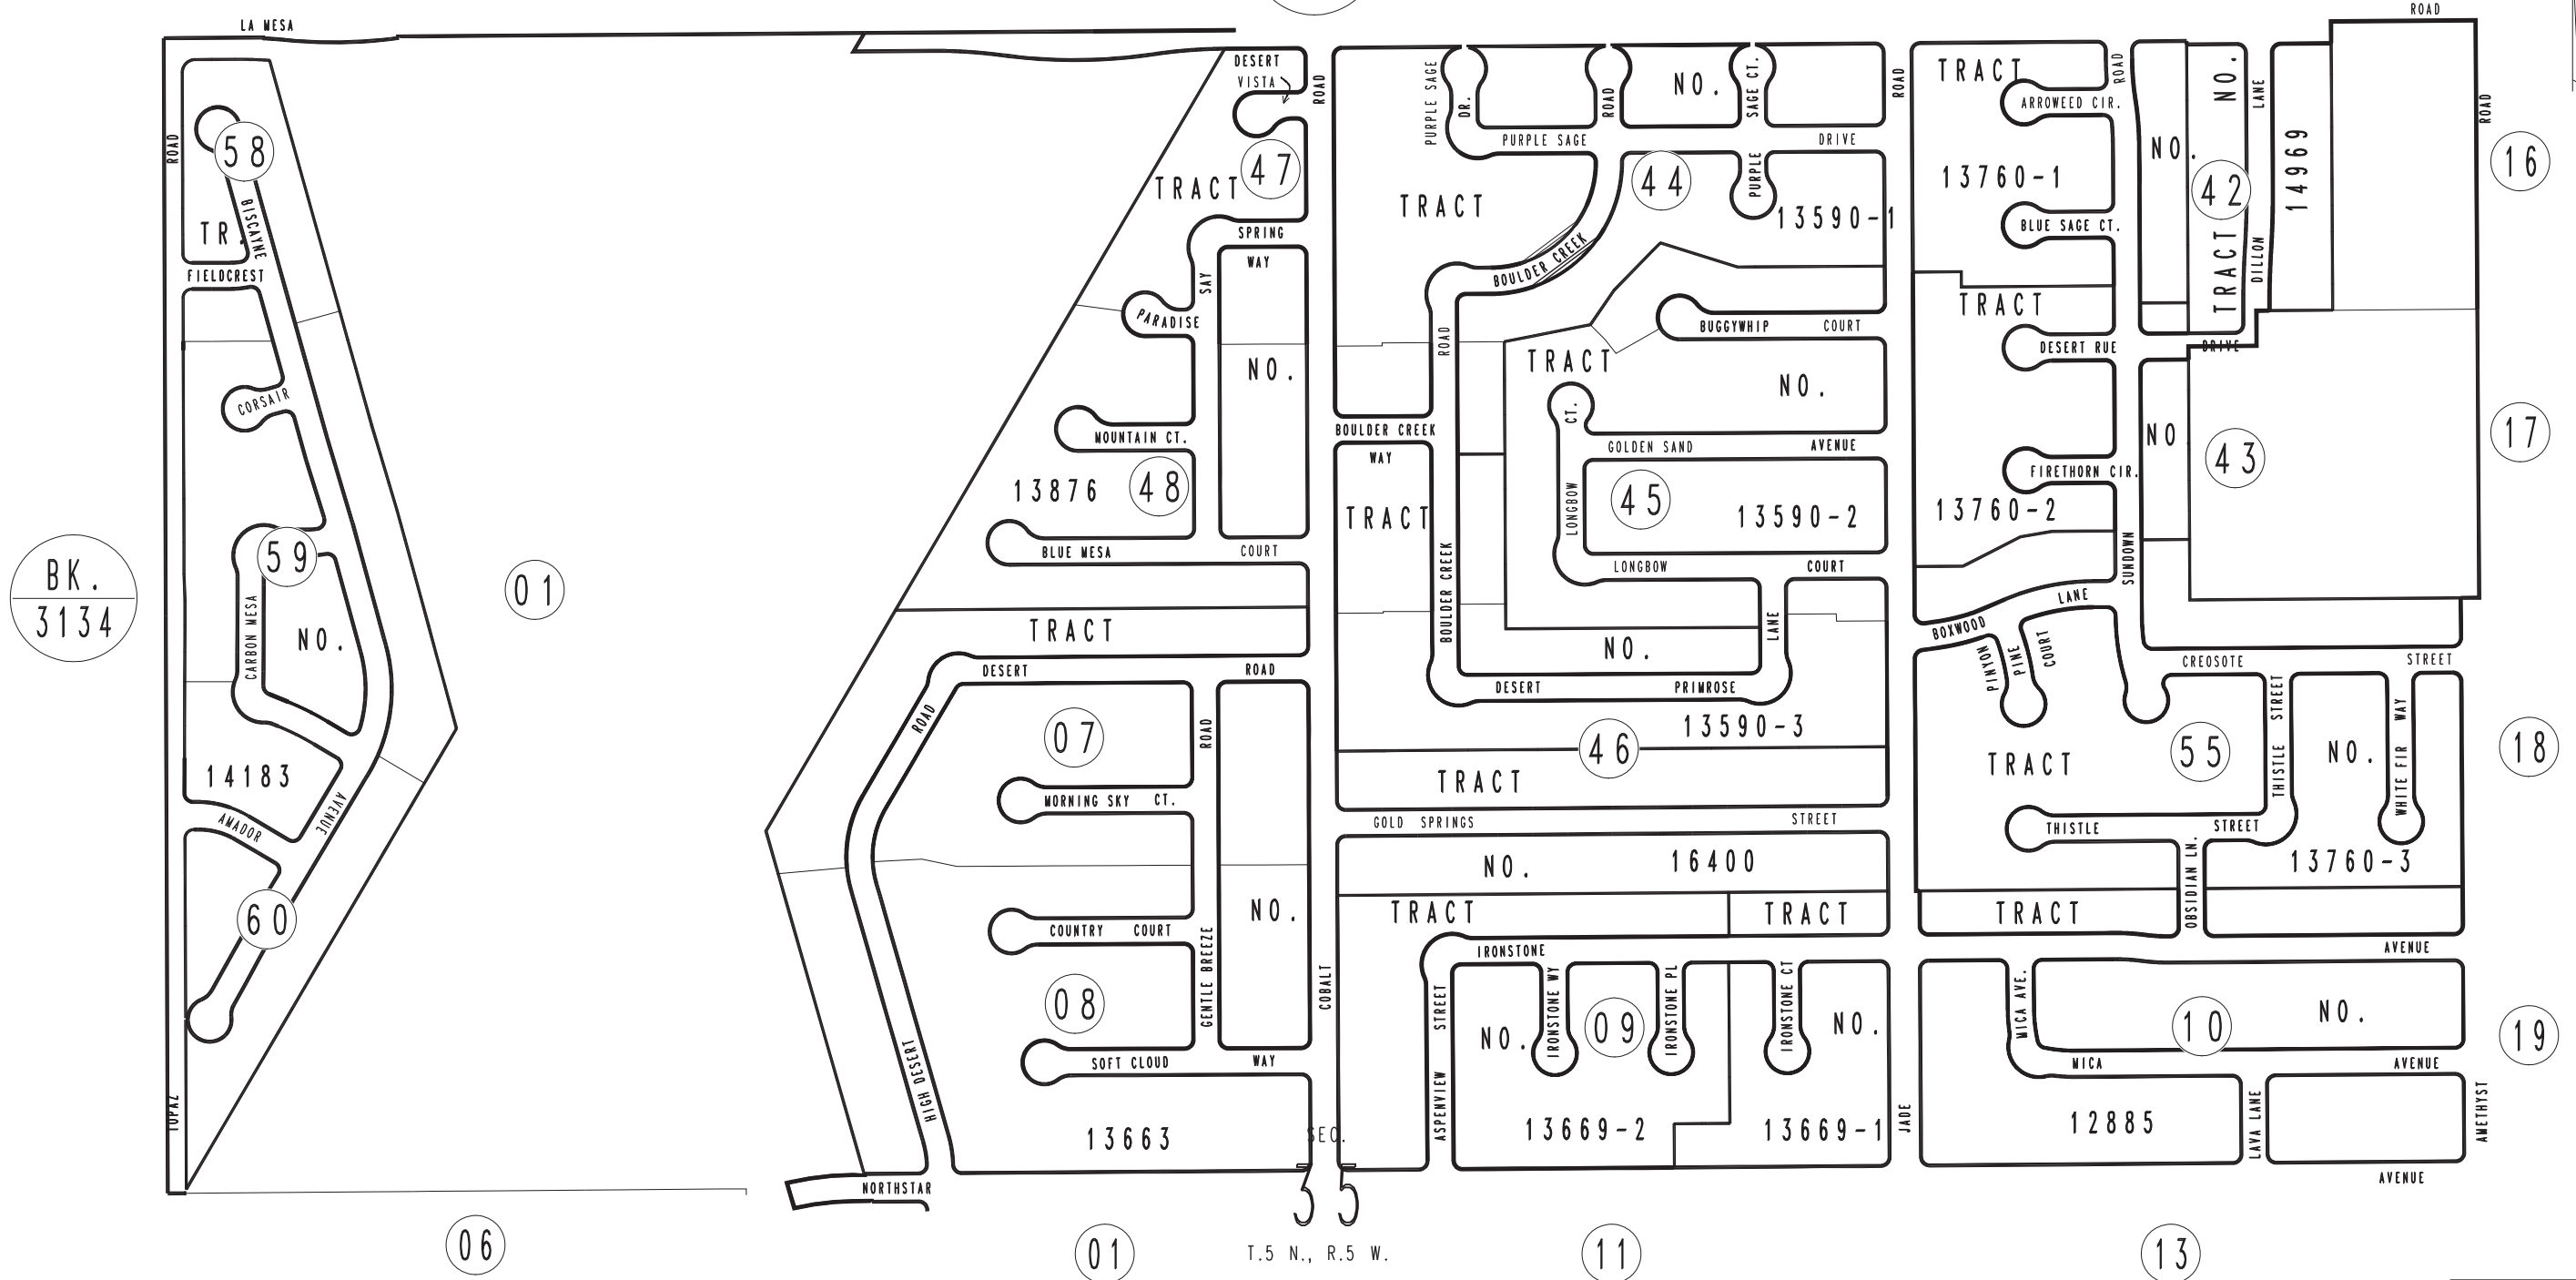 LA MESA
ROAD
58
TR.
BISCAYNE
FIELDCREST
CORSAIR
59
CARBON MESA
NO.
14183
AMADOR
AVENUE
60
TOPAZ
BK.
3134
01
06
DESERT
VISTA
ROAD
47
TRACT
SPRING
WAY
SAY
PARADISE
NO.
MOUNTAIN CT.
13876
48
BLUE MESA
COURT
TRACT
DESERT
ROAD
ROAD
07
ROAD
MORNING SKY CT.
NO.
COUNTRY COURT
GENTLE BREEZE
08
COBALT
SOFT CLOUD
WAY
HIGH DESERT
13663
NORTHSTAR
SEC.
35
01
T.5 N., R.5 W.
PURPLE SAGE
DR.
ROAD
NO.
SAGE CT.
PURPLE
ROAD
PURPLE SAGE
DRIVE
44
TRACT
13590-1
BOULDER CREEK
ROAD
BUGGYWHIP
COURT
TRACT
NO.
CT.
BOULDER CREEK
WAY
GOLDEN SAND
AVENUE
TRACT
LONGBOW
45
13590-2
LONGBOW
COURT
BOULDER CREEK
NO.
LANE
DESERT
PRIMROSE
13590-3
46
TRACT
GOLD SPRINGS
STREET
NO.
16400
TRACT
TRACT
IRONSTONE
STREET
ASPENVIEW
NO.
IRONSTONE WY
09
IRONSTONE PL
IRONSTONE CT
NO.
13669-2
13669-1
JADE
11
TRACT
ROAD
ARROWEED CIR.
13760-1
BLUE SAGE CT.
TRACT
DESERT RUE
DRIVE
FIRETHORN CIR.
13760-2
SUNDOWN
NO.
42
TRACT NO.
LANE
DILLON
14969
ROAD
ROAD
16
NO
43
17
BOXWOOD
LANE
PINYON
PINE
COURT
CREOSOTE
STREET
THISTLE STREET
WHITE FIR WAY
55
NO.
TRACT
THISTLE
STREET
13760-3
18
OBSIDIAN LN.
TRACT
AVENUE
MICA AVE.
10
NO.
19
MICA
AVENUE
12885
LAVA LANE
AMETHYST
AVENUE
13